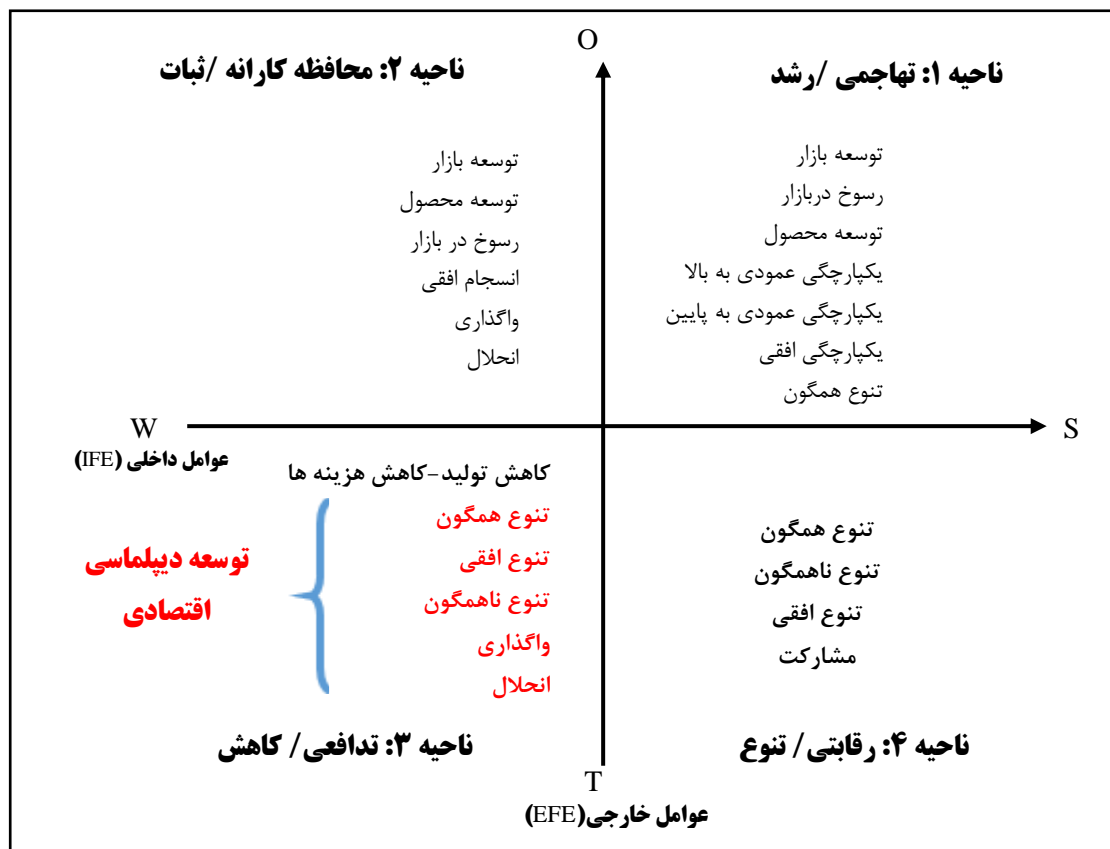 O
ناحیه ۱: تهاجمی /رشد
ناحیه ۲: محافظه کارانه /ثبات
توسعه بازار
رسوخ دربازار
توسعه محصول
یکپارچگی عمودی به بالا
یکپارچگی عمودی به پایین
یکپارچگی افقی
تنوع همگون
توسعه بازار
توسعه محصول
رسوخ در بازار
انسجام افقی
واگذاری
انحلال
S
W
عوامل داخلی (IFE)
کاهش تولید-کاهش هزینه ها
تنوع همگون
تنوع افقی
تنوع ناهمگون
واگذاری
انحلال
توسعه دیپلماسی
اقتصادی
تنوع همگون
تنوع ناهمگون
تنوع افقی
مشارکت
ناحیه ۴: رقابتی/ تنوع
ناحیه ۳: تدافعی/ کاهش
T
عوامل خارجی(EFE)